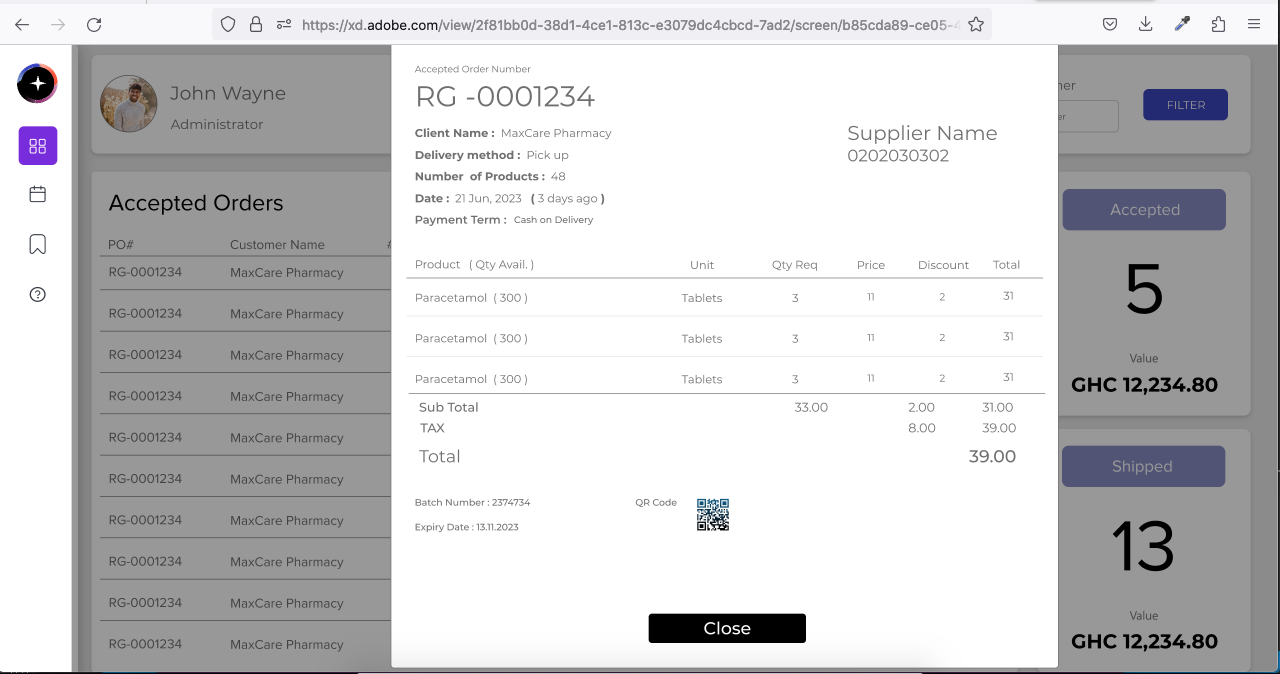 https://xd.adobe.com/view/2f81bb0d-38d1-4ce1-813c-e3079dc4cbcd-7ad2/screen/b85cda89-ce05-
John Wayne
Administrator
FILTER
Accepted Orders
PO# Customer Name #
RG-0001234 MaxCare Pharmacy
RG-0001234 MaxCare Pharmacy
RG-0001234 MaxCare Pharmacy
RG-0001234 MaxCare Pharmacy
RG-0001234 MaxCare Pharmacy
RG-0001234 MaxCare Pharmacy
RG-0001234 MaxCare Pharmacy
RG-0001234 MaxCare Pharmacy
RG-0001234 MaxCare Pharmacy
RG-0001234 MaxCare Pharmacy
Accepted Order Number
RG -0001234
Client Name : MaxCare Pharmacy
Delivery method : Pick up
Number of Products : 48
Date : 21 Jun, 2023 ( 3 days ago )
Payment Term : Cash on Delivery
Supplier Name
0202030302
Product ( Qty Avail. ) Unit Qty Req Price Discount Total
Paracetamol ( 300 ) Tablets 3 11 2 31
Paracetamol ( 300 ) Tablets 3 11 2 31
Paracetamol ( 300 ) Tablets 3 11 2 31
Sub Total 33.00 2.00 31.00
TAX 8.00 39.00
Total 39.00
Batch Number : 2374734 QR Code
Expiry Date : 13.11.2023
Close
Accepted
5
Value
GHC 12,234.80
Shipped
13
Value
GHC 12,234.80